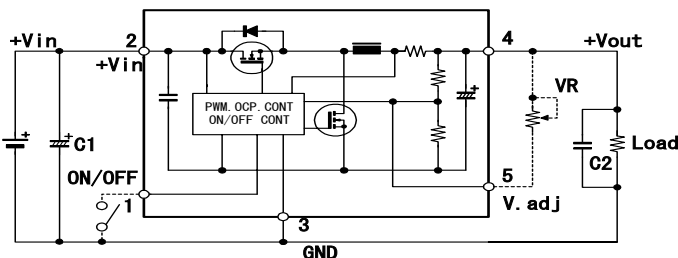 +Vin
2
+Vin
4
+Vout
VR
PWM. OCP. CONT
ON/OFF CONT
+
C1
+
+
C2
Load
ON/OFF
1
5
V. adj
3
GND